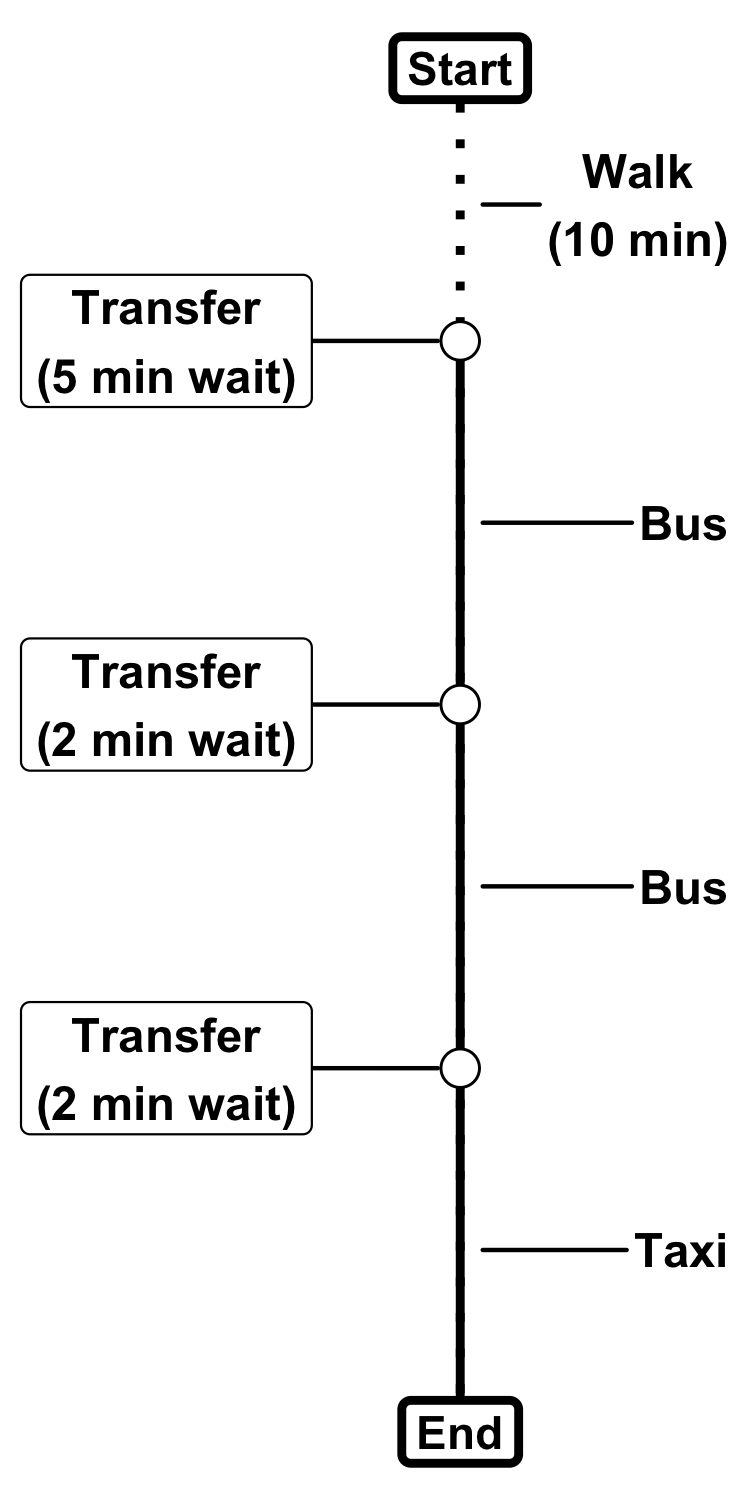 Start
Walk
(10 min)
Transfer
(5 min wait)
Bus
Transfer
(2 min wait)
Bus
Transfer
(2 min wait)
Taxi
End